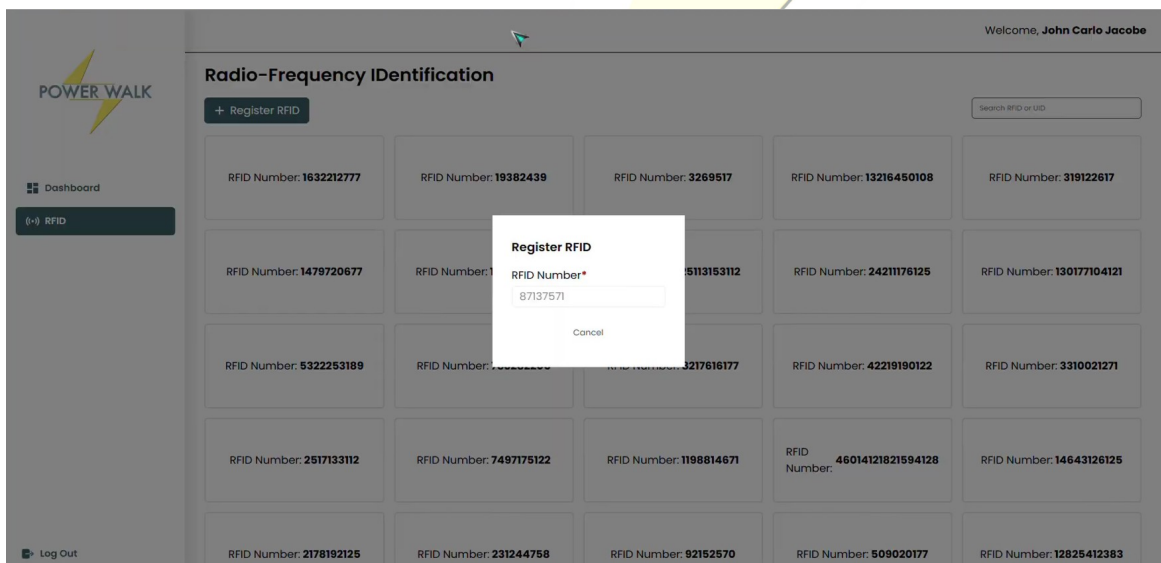 Welcome, John Carlo Jacobe
POWER WALK
Radio-Frequency IDentification
+ Register RFID
Search RFID or UID
Dashboard
RFID
RFID Number: 1632212777
RFID Number: 19382439
RFID Number: 3269517
RFID Number: 13216450108
RFID Number: 319122617
RFID Number: 1479720677
RFID Number:
5113153112
RFID Number: 24211176125
RFID Number: 130177104121
Register RFID
RFID Number*
87137571
Cancel
RFID Number: 5322253189
RFID Number:
RFID Number: 3217616177
RFID Number: 42219190122
RFID Number: 3310021271
RFID Number: 2517133112
RFID Number: 7497175122
RFID Number: 1198814671
RFID Number: 46014121821594128
RFID Number: 14643126125
RFID Number: 2178192125
RFID Number: 231244758
RFID Number: 92152570
RFID Number: 509020177
RFID Number: 12825412383
Log Out